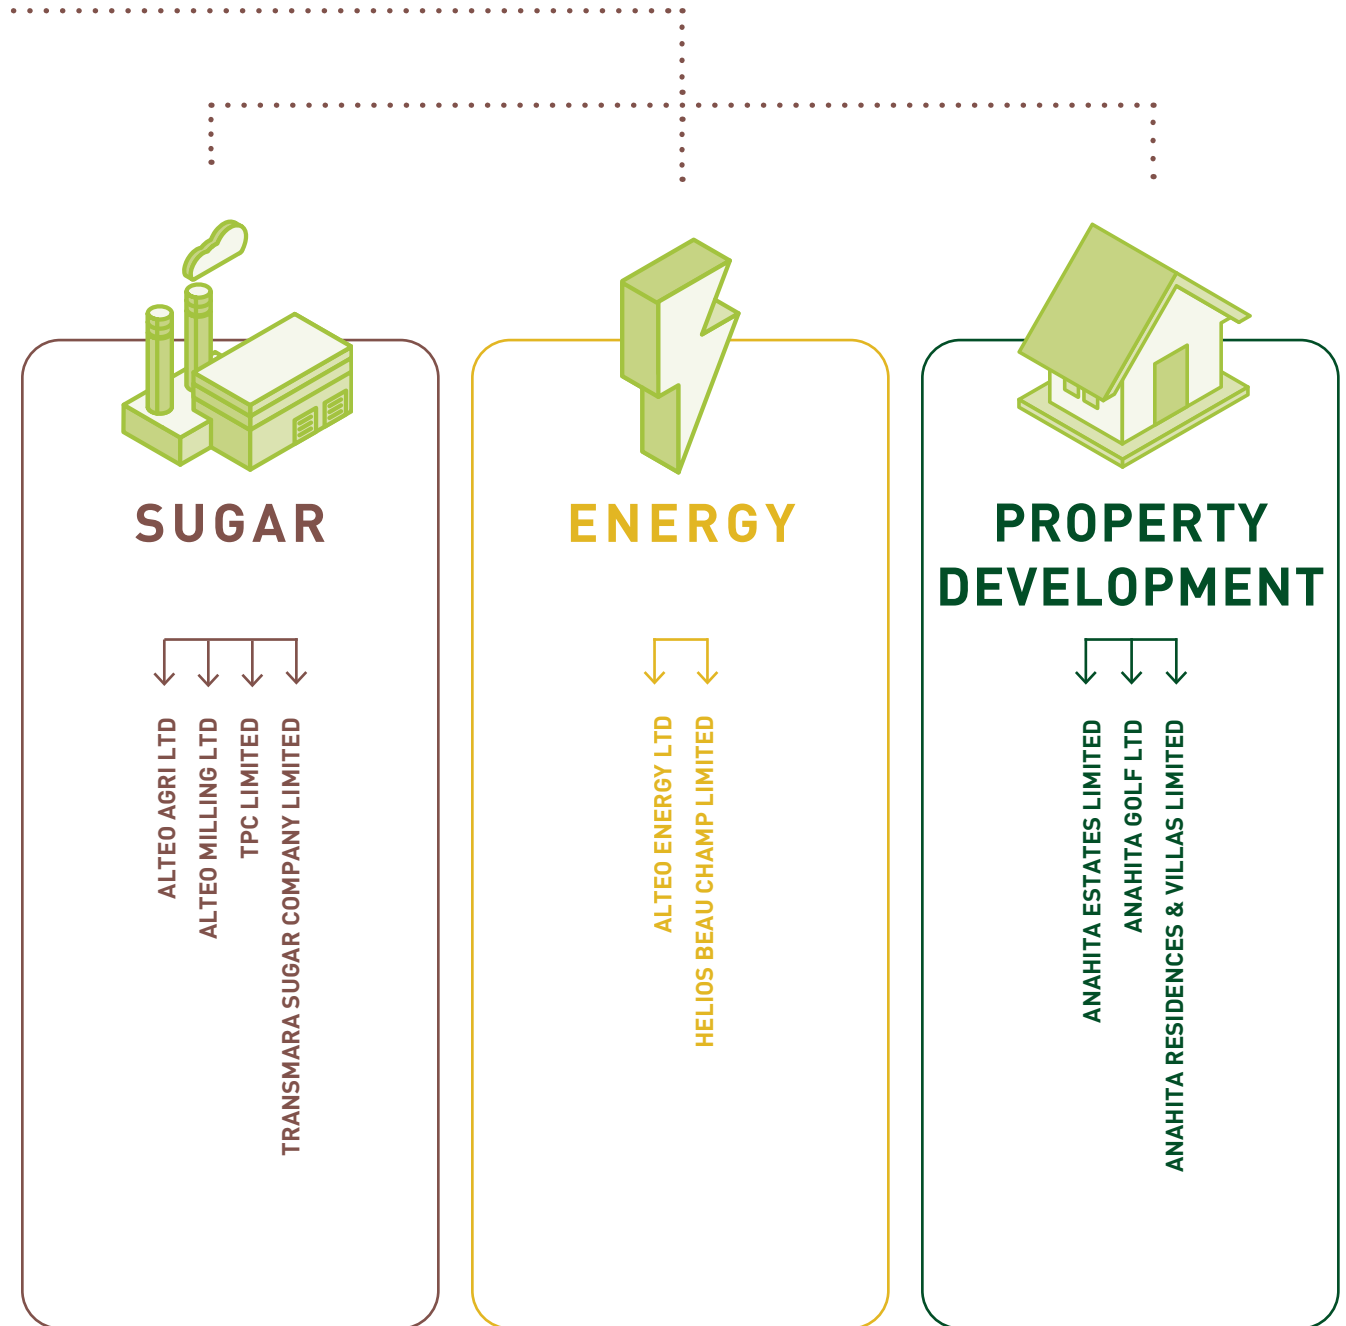 SUGAR
ALTEO AGRI LTD
ALTEO MILLING LTD
TPC LIMITED
TRANSMARA SUGAR COMPANY LIMITED
ENERGY
ALTEO ENERGY LTD
HELIOS BEAU CHAMP LIMITED
PROPERTY
DEVELOPMENT
ANAHITA ESTATES LIMITED
ANAHITA GOLF LTD
ANAHITA RESIDENCES & VILLAS LIMITED